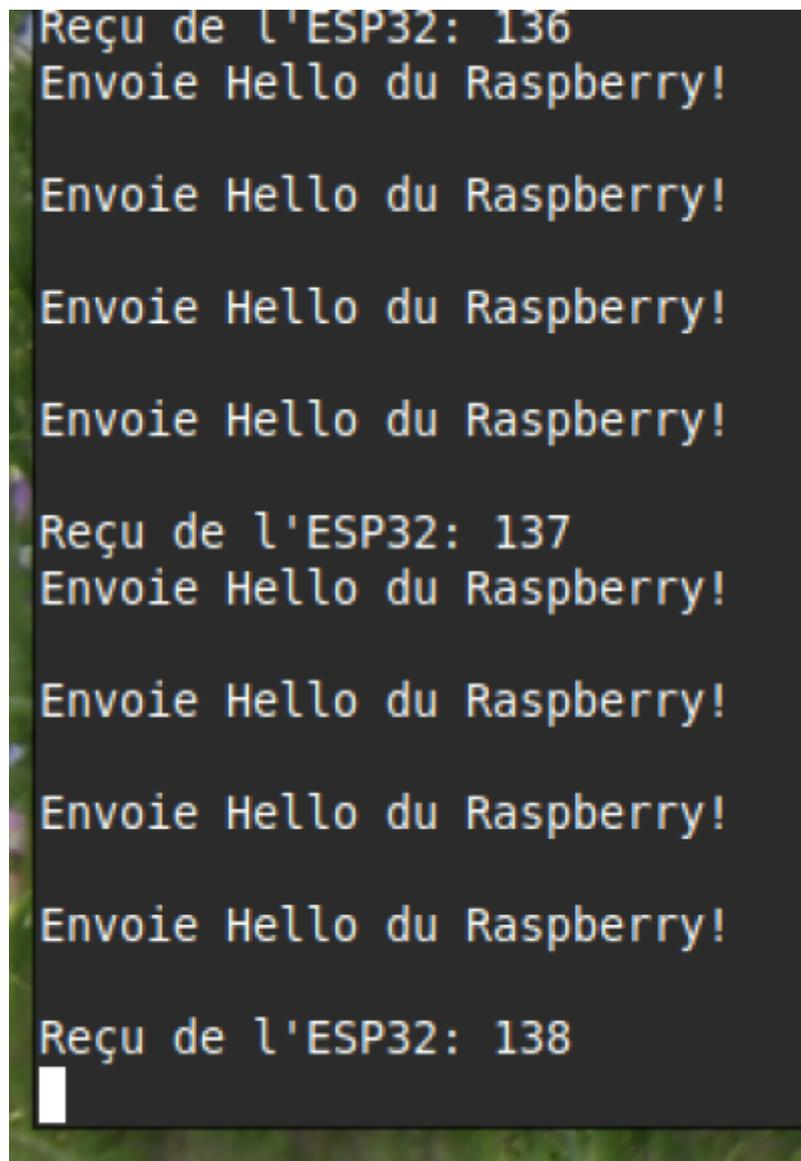 Reçu de l'ESP32: 136
Envoie Hello du Raspberry!
Envoie Hello du Raspberry!
Envoie Hello du Raspberry!
Envoie Hello du Raspberry!
Reçu de l'ESP32: 137
Envoie Hello du Raspberry!
Envoie Hello du Raspberry!
Envoie Hello du Raspberry!
Envoie Hello du Raspberry!
Reçu de l'ESP32: 138